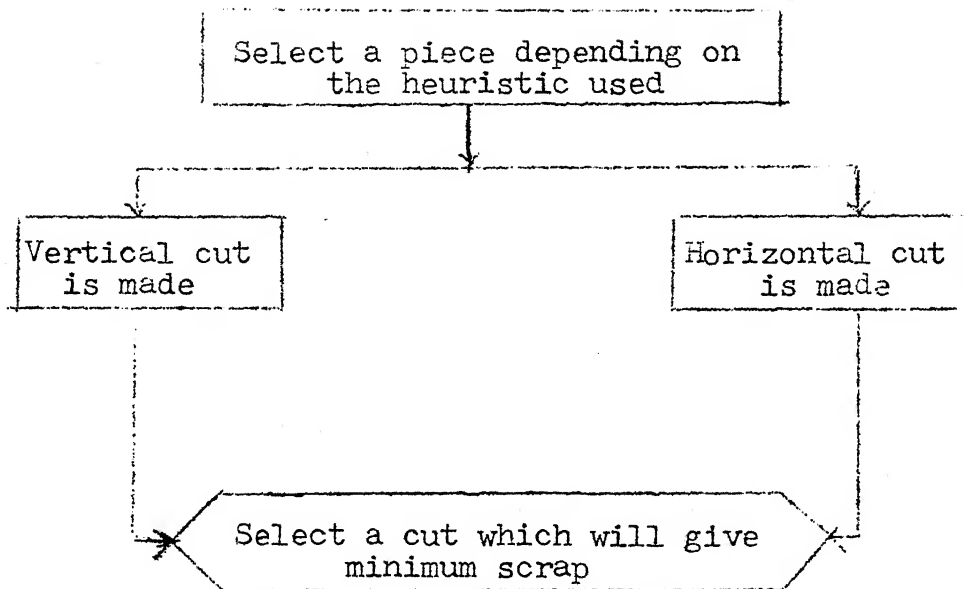 Select a piece depending on
the heuristic used
Vertical cut
is made
Horizontal cut
is made
Select a cut which will give
minimum scrap